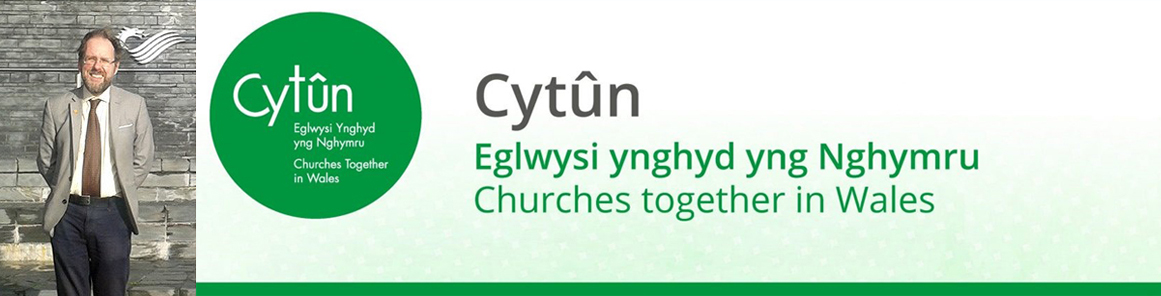 Cytûn
Eglwysi Ynghyd
yng Nghymru
Churches Together
in Wales
Cytûn
Eglwysi ynghyd yng Nghymru
Churches together in Wales